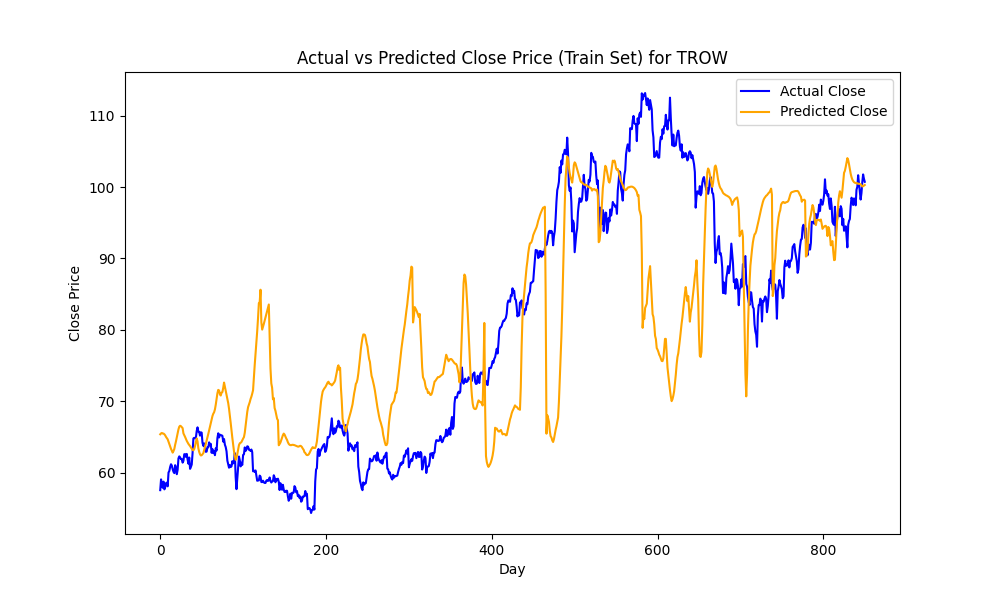 Actual vs Predicted Close Price (Train Set) for TROW
Actual Close
Predicted Close
Close Price
110
100
90
80
70
60
0
200
400
600
800
Day